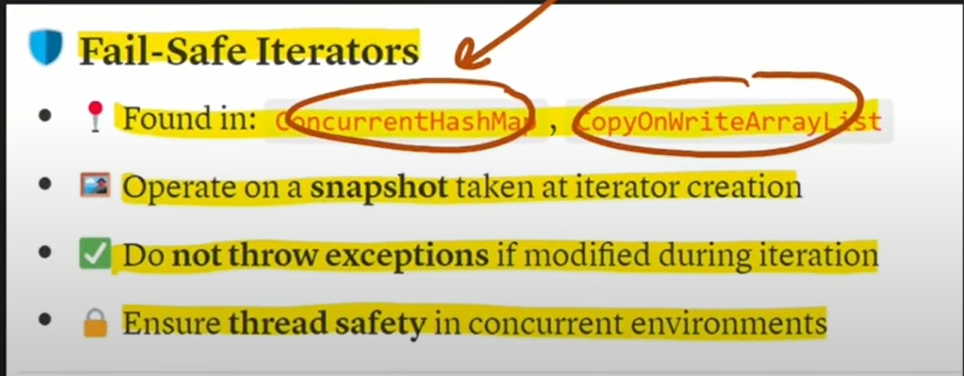 Fail-Safe Iterators
Found in: ConcurrentHashMap , CopyOnWriteArrayList
Operate on a snapshot taken at iterator creation
Do not throw exceptions if modified during iteration
Ensure thread safety in concurrent environments